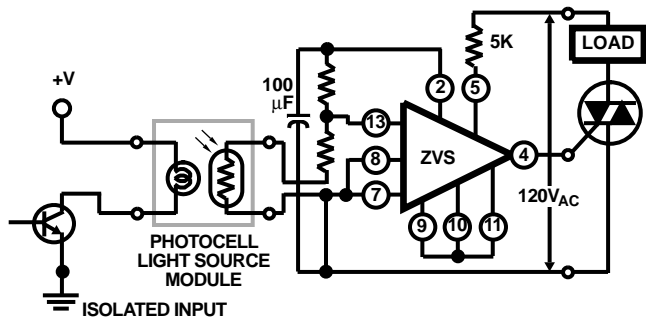 5K
LOAD
+V
100
μF
2
5
13
8
ZVS
4
7
120VAC
9
10
11
PHOTOCELL
LIGHT SOURCE
MODULE
ISOLATED INPUT